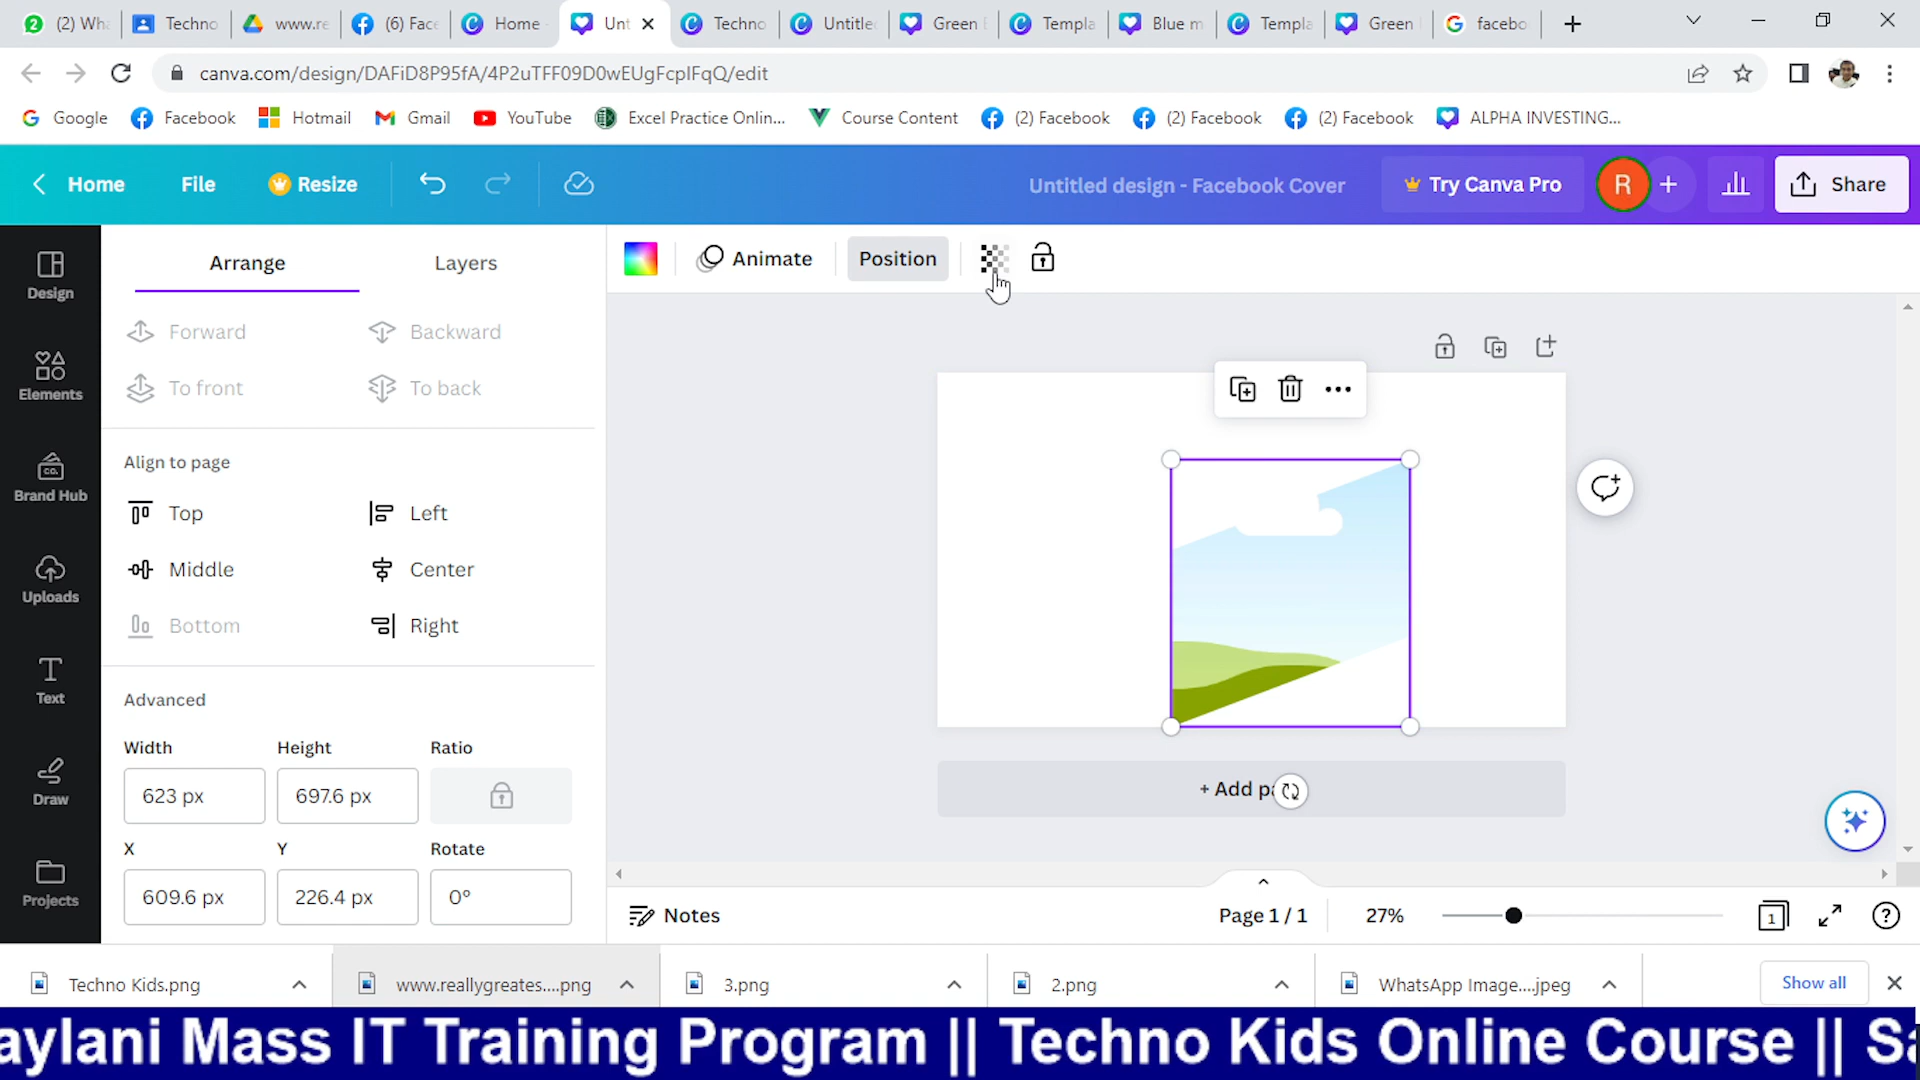 (2) Wha
Techno
www.re
(6) Face
Home
Unt
Techno
Untitle
Green
Templa
Blue m
Templa
Green
facebo
canva.com/design/DAFiD8P95fA/4P2uTFF09D0wEUgFcpIFqQ/edit
Google
Facebook
Hotmail
Gmail
YouTube
Excel Practice Onlin...
Course Content
(2) Facebook
(2) Facebook
(2) Facebook
ALPHA INVESTING...
Home
File
Resize
Untitled design - Facebook Cover
Try Canva Pro
R
Share
Design
Elements
Brand Hub
Uploads
Text
Draw
Projects
Arrange
Layers
Forward
Backward
To front
To back
Align to page
Top
Left
Middle
Center
Bottom
Right
Advanced
Width
Height
Ratio
623 px
697.6 px
X
Y
Rotate
609.6 px
226.4 px
0°
Animate
Position
+ Add pa
Notes
Page 1 / 1
27%
1
Techno Kids.png
www.reallygreates....png
3.png
2.png
WhatsApp Image....jpeg
Show all
aylani Mass IT Training Program || Techno Kids Online Course || Sa